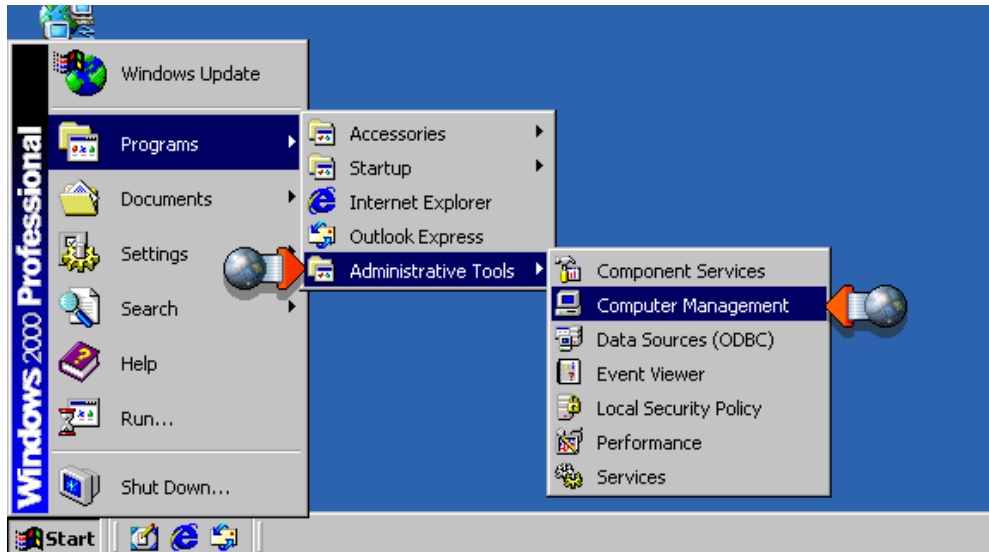 Windows Update
Programs
Documents
Settings
Search
Help
Run...
Shut Down...
Windows 2000 Professional
Accessories
Startup
Internet Explorer
Outlook Express
Administrative Tools
Component Services
Computer Management
Data Sources (ODBC)
Event Viewer
Local Security Policy
Performance
Services
Start